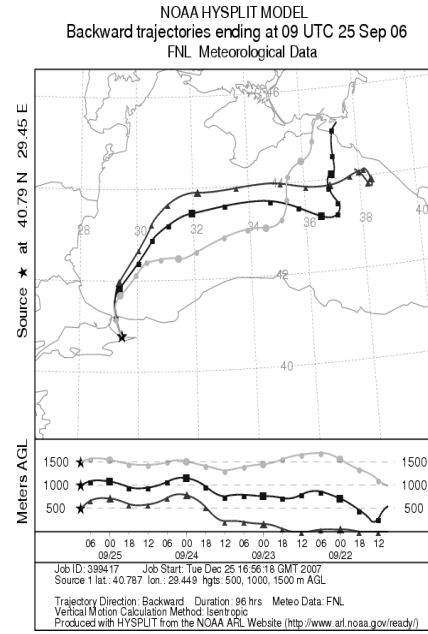 NOAA HYSPLIT MODEL
Backward trajectories ending at 09 UTC 25 Sep 06
FNL Meteorological Data
Source ★ at 40.79 N 29.45 E
46
28 30 32 34 36 38 40
42
40
Meters AGL
1500 1500
1000 1000
500 500
06 00 18 12 06 00 18 12 06 00 18 12 06 00 18 12
09/25 09/24 09/23 09/22
Job ID: 399417 Job Start: Tue Dec 25 16:56:18 GMT 2007
Source 1 lat.: 40.787 lon.: 29.449 hgts: 500, 1000, 1500 m AGL
Trajectory Direction: Backward Duration: 96 hrs Meteo Data: FNL
Vertical Motion Calculation Method: Isentropic
Produced with HYSPLIT from the NOAA ARL Website (http://www.arl.noaa.gov/ready/)